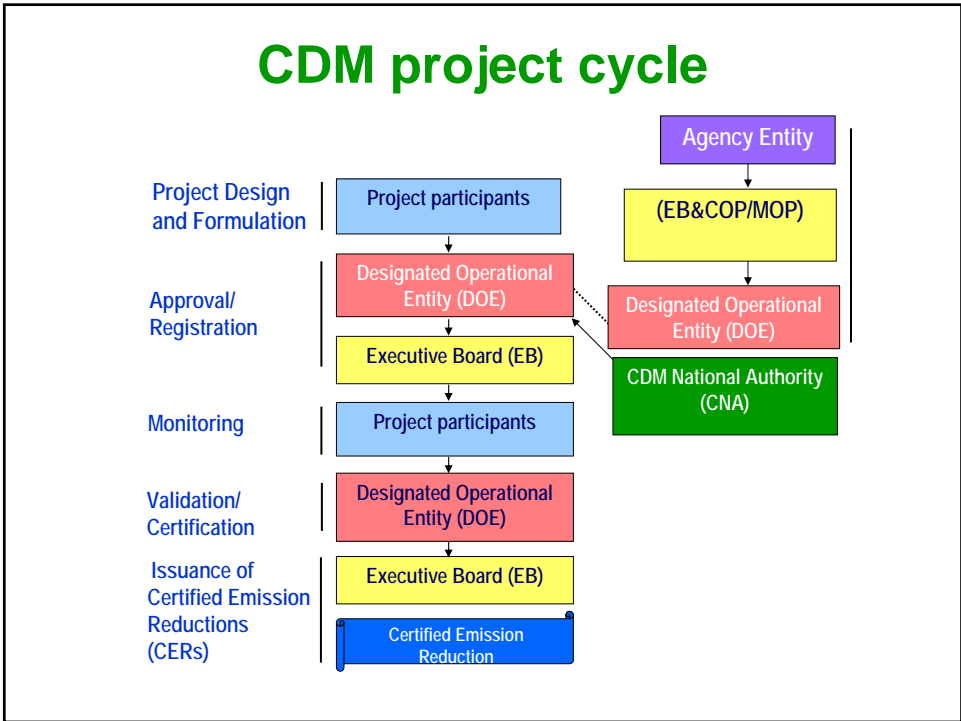 CDM project cycle
Agency Entity
Project Design
and Formulation
Project participants
(EB&COP/MOP)
Approval/
Registration
Designated Operational
Entity (DOE)
Designated Operational
Entity (DOE)
Executive Board (EB)
CDM National Authority
(CNA)
Monitoring
Project participants
Validation/
Certification
Designated Operational
Entity (DOE)
Issuance of
Certified Emission
Reductions
(CERs)
Executive Board (EB)
Certified Emission
Reduction